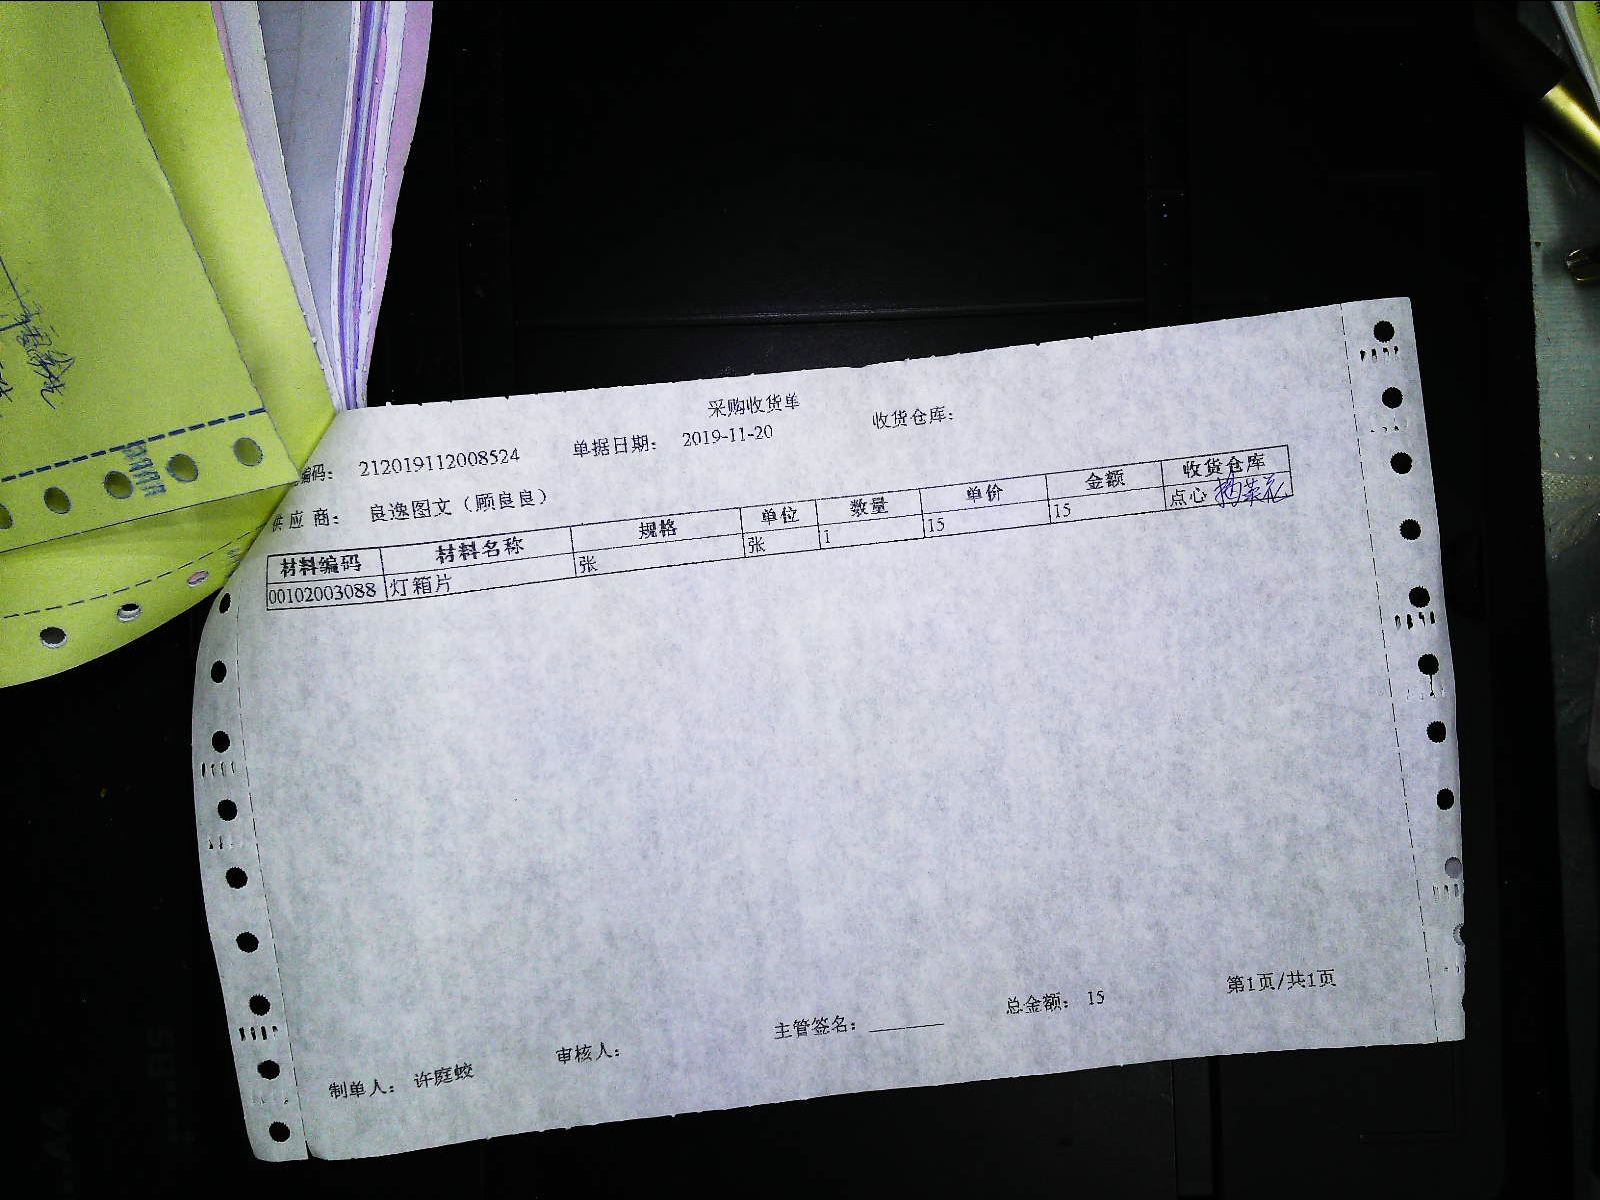 采购收货单
编码： 212019112008524 单据日期： 2019-11-20 收货仓库：
供应商： 良逸图文（顾良良）
材料编码 材料名称 规格 单位 数量 单价 金额 收货仓库
00102003088 灯箱片 张 张 1 15 15 点心
主管签名： 总金额： 15 第1页/共1页
制单人： 许庭蛟 审核人：